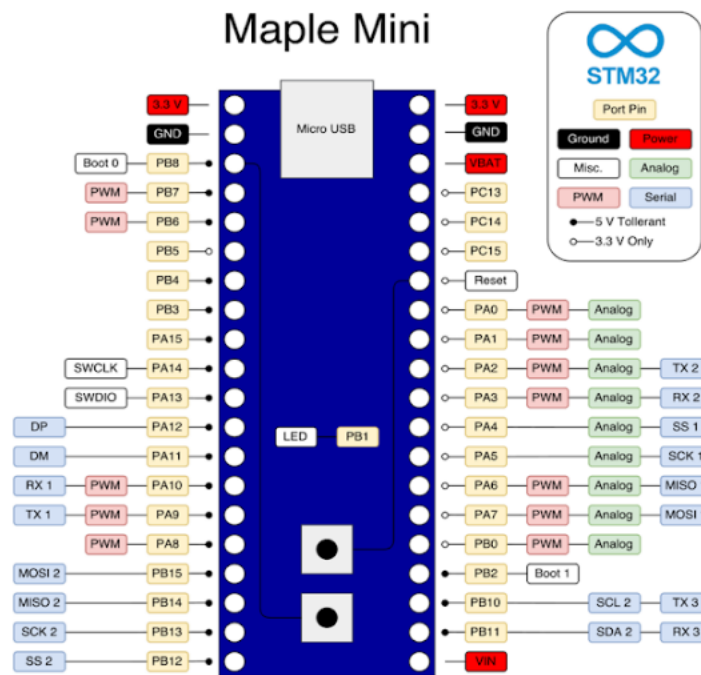 Maple Mini
STM32
Port Pin
Ground Power
Misc. Analog
PWM Serial
5 V Tollerant
3.3 V Only
Micro USB
3.3 V 3.3 V
GND GND
Boot 0 PB8 VBAT
PWM PB7 PC13
PWM PB6 PC14
PB5 PC15
PB4 Reset
PB3 PA0 PWM Analog
PA15 PA1 PWM Analog
SWCLK PA14 PA2 PWM Analog TX 2
SWDIO PA13 PA3 PWM Analog RX 2
DP PA12 LED PB1 PA4 Analog SS 1
DM PA11 PA5 Analog SCK 1
RX 1 PWM PA10 PA6 PWM Analog MISO
TX 1 PWM PA9 PA7 PWM Analog MOSI
PWM PA8 PB0 PWM Analog
MOSI 2 PB15 PB2 Boot 1
MISO 2 PB14 PB10 SCL 2 TX 3
SCK 2 PB13 PB11 SDA 2 RX 3
SS 2 PB12 VIN